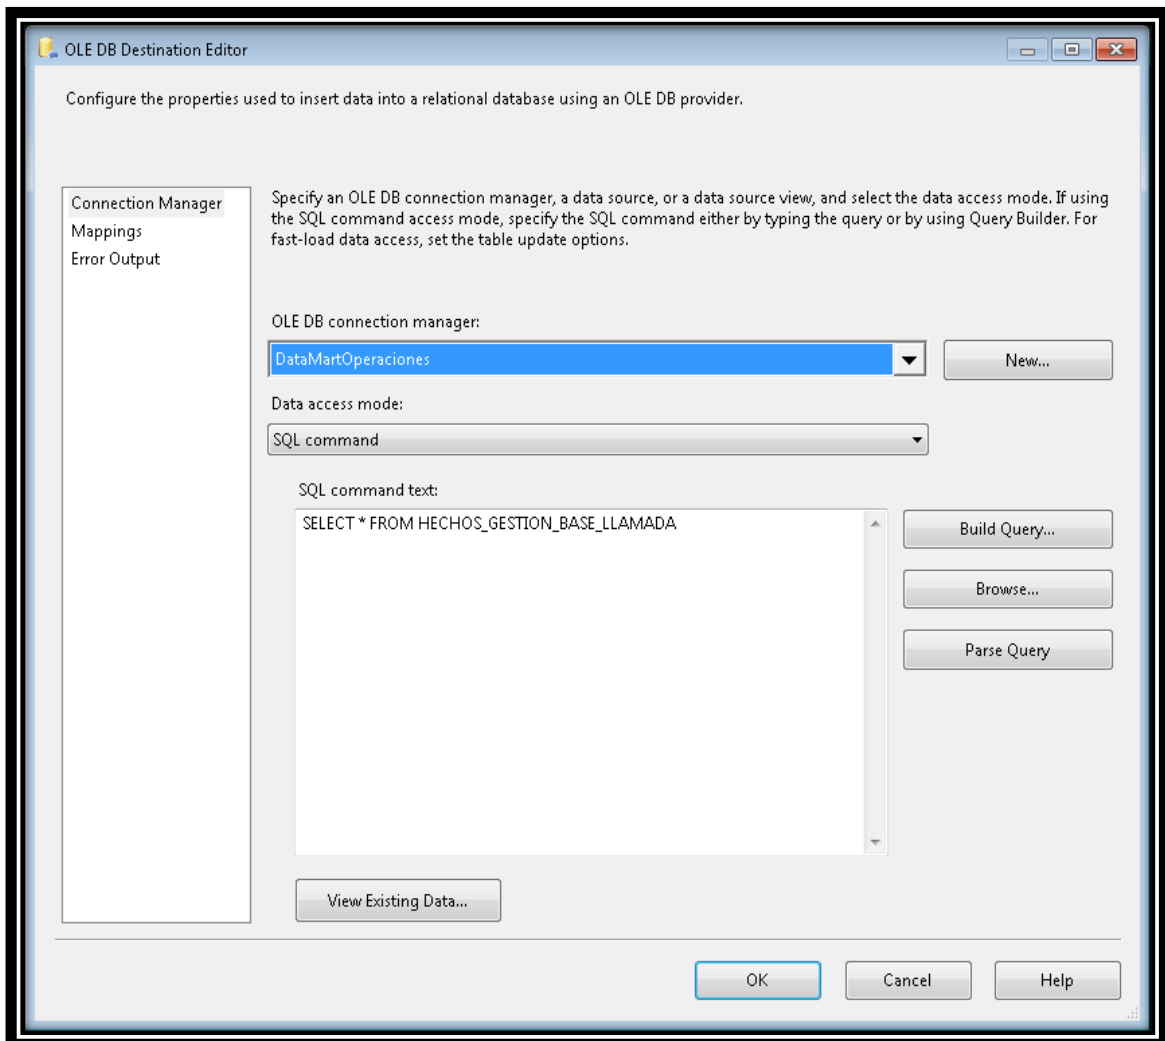 OLE DB Destination Editor
Configure the properties used to insert data into a relational database using an OLE DB provider.
Connection Manager
Mappings
Error Output
Specify an OLE DB connection manager, a data source, or a data source view, and select the data access mode. If using
the SQL command access mode, specify the SQL command either by typing the query or by using Query Builder. For
fast-load data access, set the table update options.
OLE DB connection manager:
DataMartOperaciones
New...
Data access mode:
SQL command
SQL command text:
SELECT * FROM HECHOS_GESTION_BASE_LLAMADA
Build Query...
Browse...
Parse Query
View Existing Data...
OK
Cancel
Help